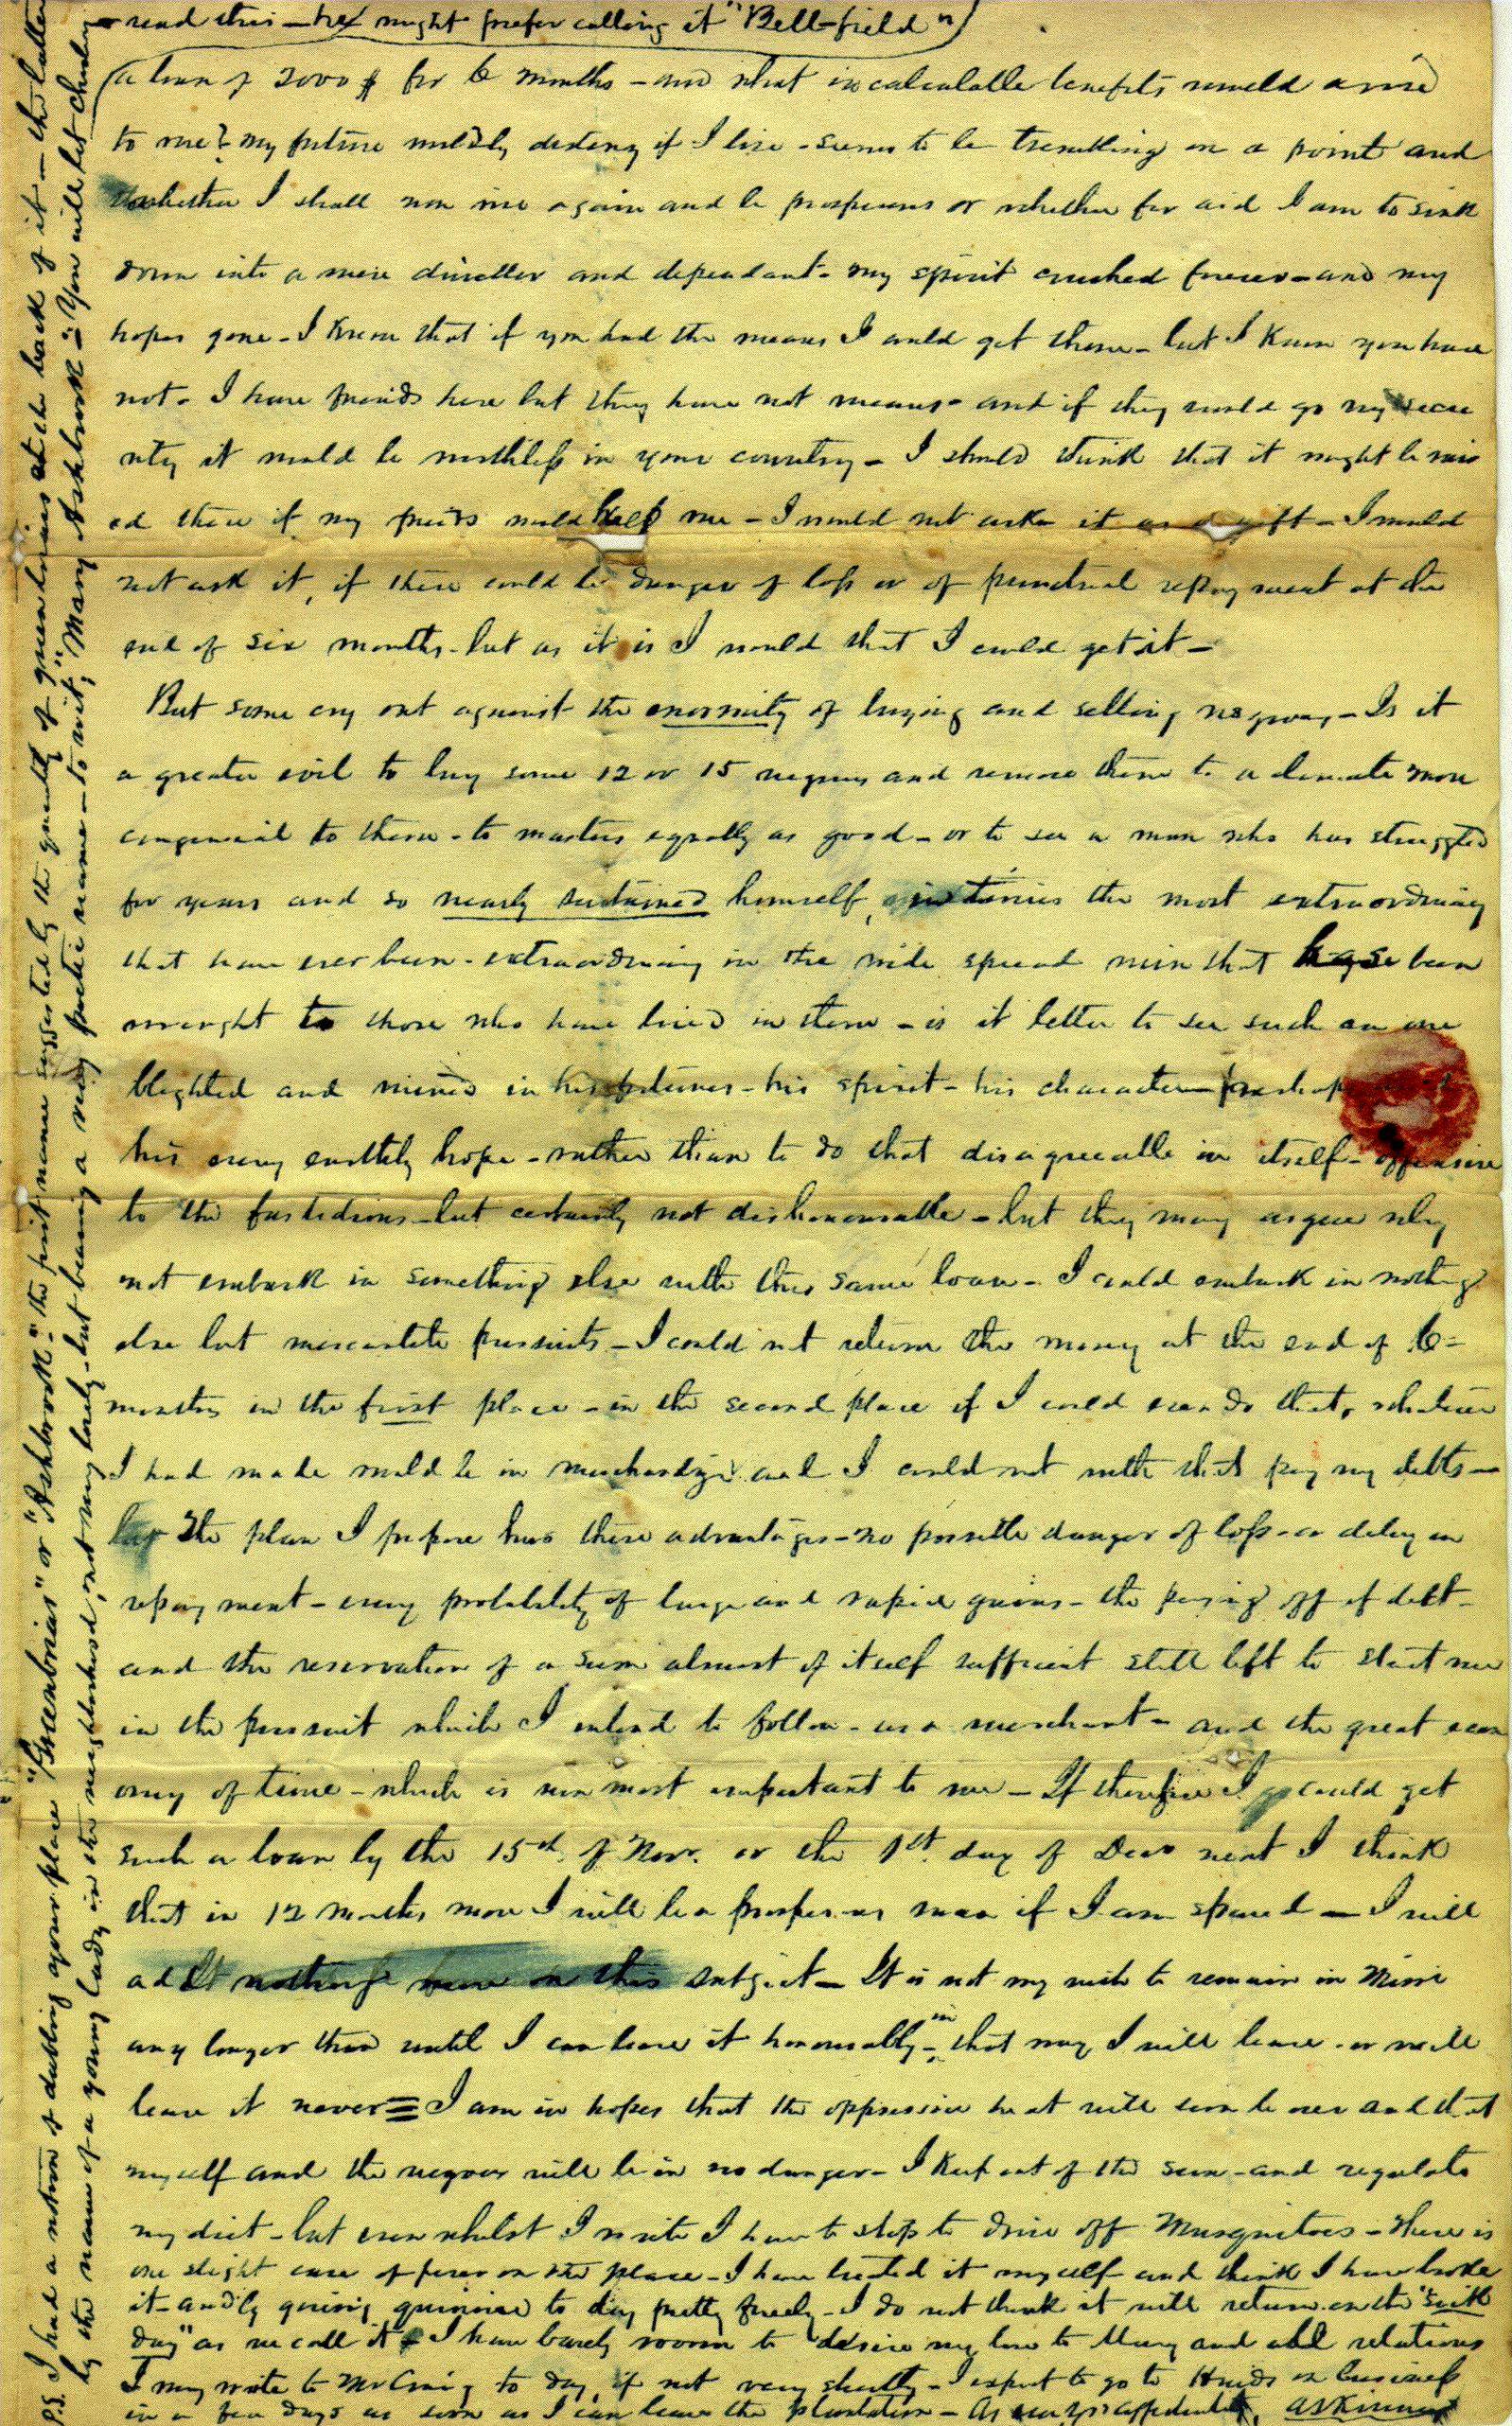 read this - he might prefer calling it "Bell-field")
a loan of 2000 $ for 6 months - and what incalculable benefits would arise
to me? my future worldly destiny if I live - seems to be trembling on a point and
whether I shall now rise again and be prosperous or whether for aid I am to sink
down into a mere driveller and dependant - my spirit crushed forever - and my
hopes gone - I know that if you had the means I could get them - but I know you have
not - I have friends here but they have not means - and if they would go my secu
rity it would be worthless in your country - I should think that it might be rais
ed there if my friends would help me - I would not ask it as a gift - I would
not ask it, if there could be danger of loss or of punctual repayment at the
end of six months - but as it is I would that I could get it -
But some cry out against the enormity of buying and selling negroes - Is it
a greater evil to buy some 12 or 15 negroes and remove them to a climate more
congenial to them - to masters equally as good - or to see a man who has struggled
for years and so nearly sustained himself, in times the most extraordinary
that have ever been - extraordinary in the wide spread ruin that has been
wrought to those who have lived in them - is it better to see such an one
blighted and ruined in his fortunes - his spirit - his character - perhaps
his every earthly hope - rather than to do that disagreeable in itself - offensive
to the fastidious - but certainly not dishonourable - but they may argue why
not embark in something else with this same loan - I could embark in nothing
else but mercantile pursuits - I could not return the money at the end of 6 =
months in the first place - in the second place if I could even do that, whatever
I had made would be in merchandize and I could not with that pay my debts -
The plan I propose has these advantages - no possible danger of loss - or delay in
repayment - every probability of large and rapid gains - the paying off of debt -
and the reservation of a sum almost of itself sufficient still left to start me
in the pursuit which I intend to follow - as a merchant - and the great econ
omy of time - which is now most important to me - If therefore I could get
such a loan by the 15th of Nov. or the 1st day of Decr next I think
that in 12 months more I will be a prosperous man if I am spared - I will
add nothing more on this subject - It is not my wish to remain in Missi
any longer than until I can leave it honourably - in that way I will leave - or will
leave it never = I am in hopes that the oppressive heat will soon be over and that
myself and the negroes will be in no danger - I keep out of the sun - and regulate
my diet - but even whilst I write I have to stop to drive off Musquitoes - There is
one slight case of fever on the place - I have treated it myself and think I have broke
it - and by giving quinine to day pretty freely - I do not think it will return on the "sick
day" as we call it - I have barely room to desire my love to Mary and all relations
I may write to Mr Craig to day, if not very shortly - I expect to go to Hinds on business
in a few days as soon as I can leave the plantation - As ever yrs affectionately,
P.S. I had a notion of dubbing your place "Greenbrias" or "Ashbrook" - the first name suggested by the quantity of green briars at the back of it - the latter
by the name of a young lady in the neighborhood, not very lovely - but bearing a very poetic name - to wit, "Mary Ashbrook" - You will let Charley